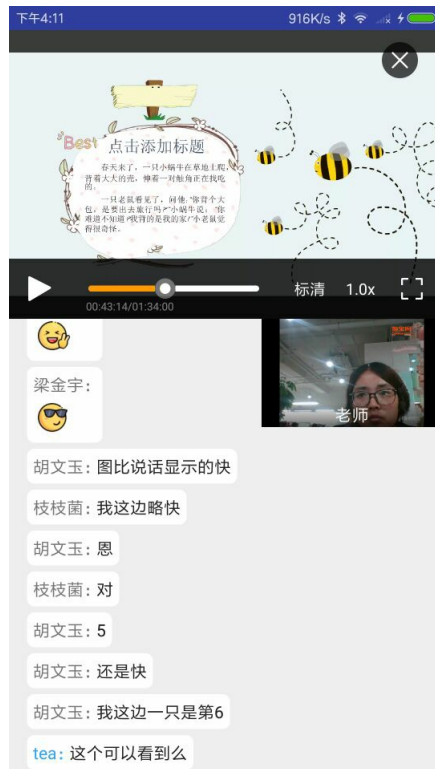 下午4:11
916K/s
Best
点击添加标题
春天来了，一只小蜗牛在草地上爬，
背着大大的壳，伸着一对触角正在找吃
的。
一只老鼠看见了，问他:"你背个大
包，是要出去旅行吗？"小蜗牛说："你
难道不知道?我背的是我的家!"小老鼠觉
得很奇怪。
标清
1.0x
00:43:14/01:34:00
老师
梁金宇:
胡文玉: 图比说话显示的快
枝枝菌: 我这边略快
胡文玉: 恩
枝枝菌: 对
胡文玉: 5
胡文玉: 还是快
胡文玉: 我这边一只是第6
tea: 这个可以看到么